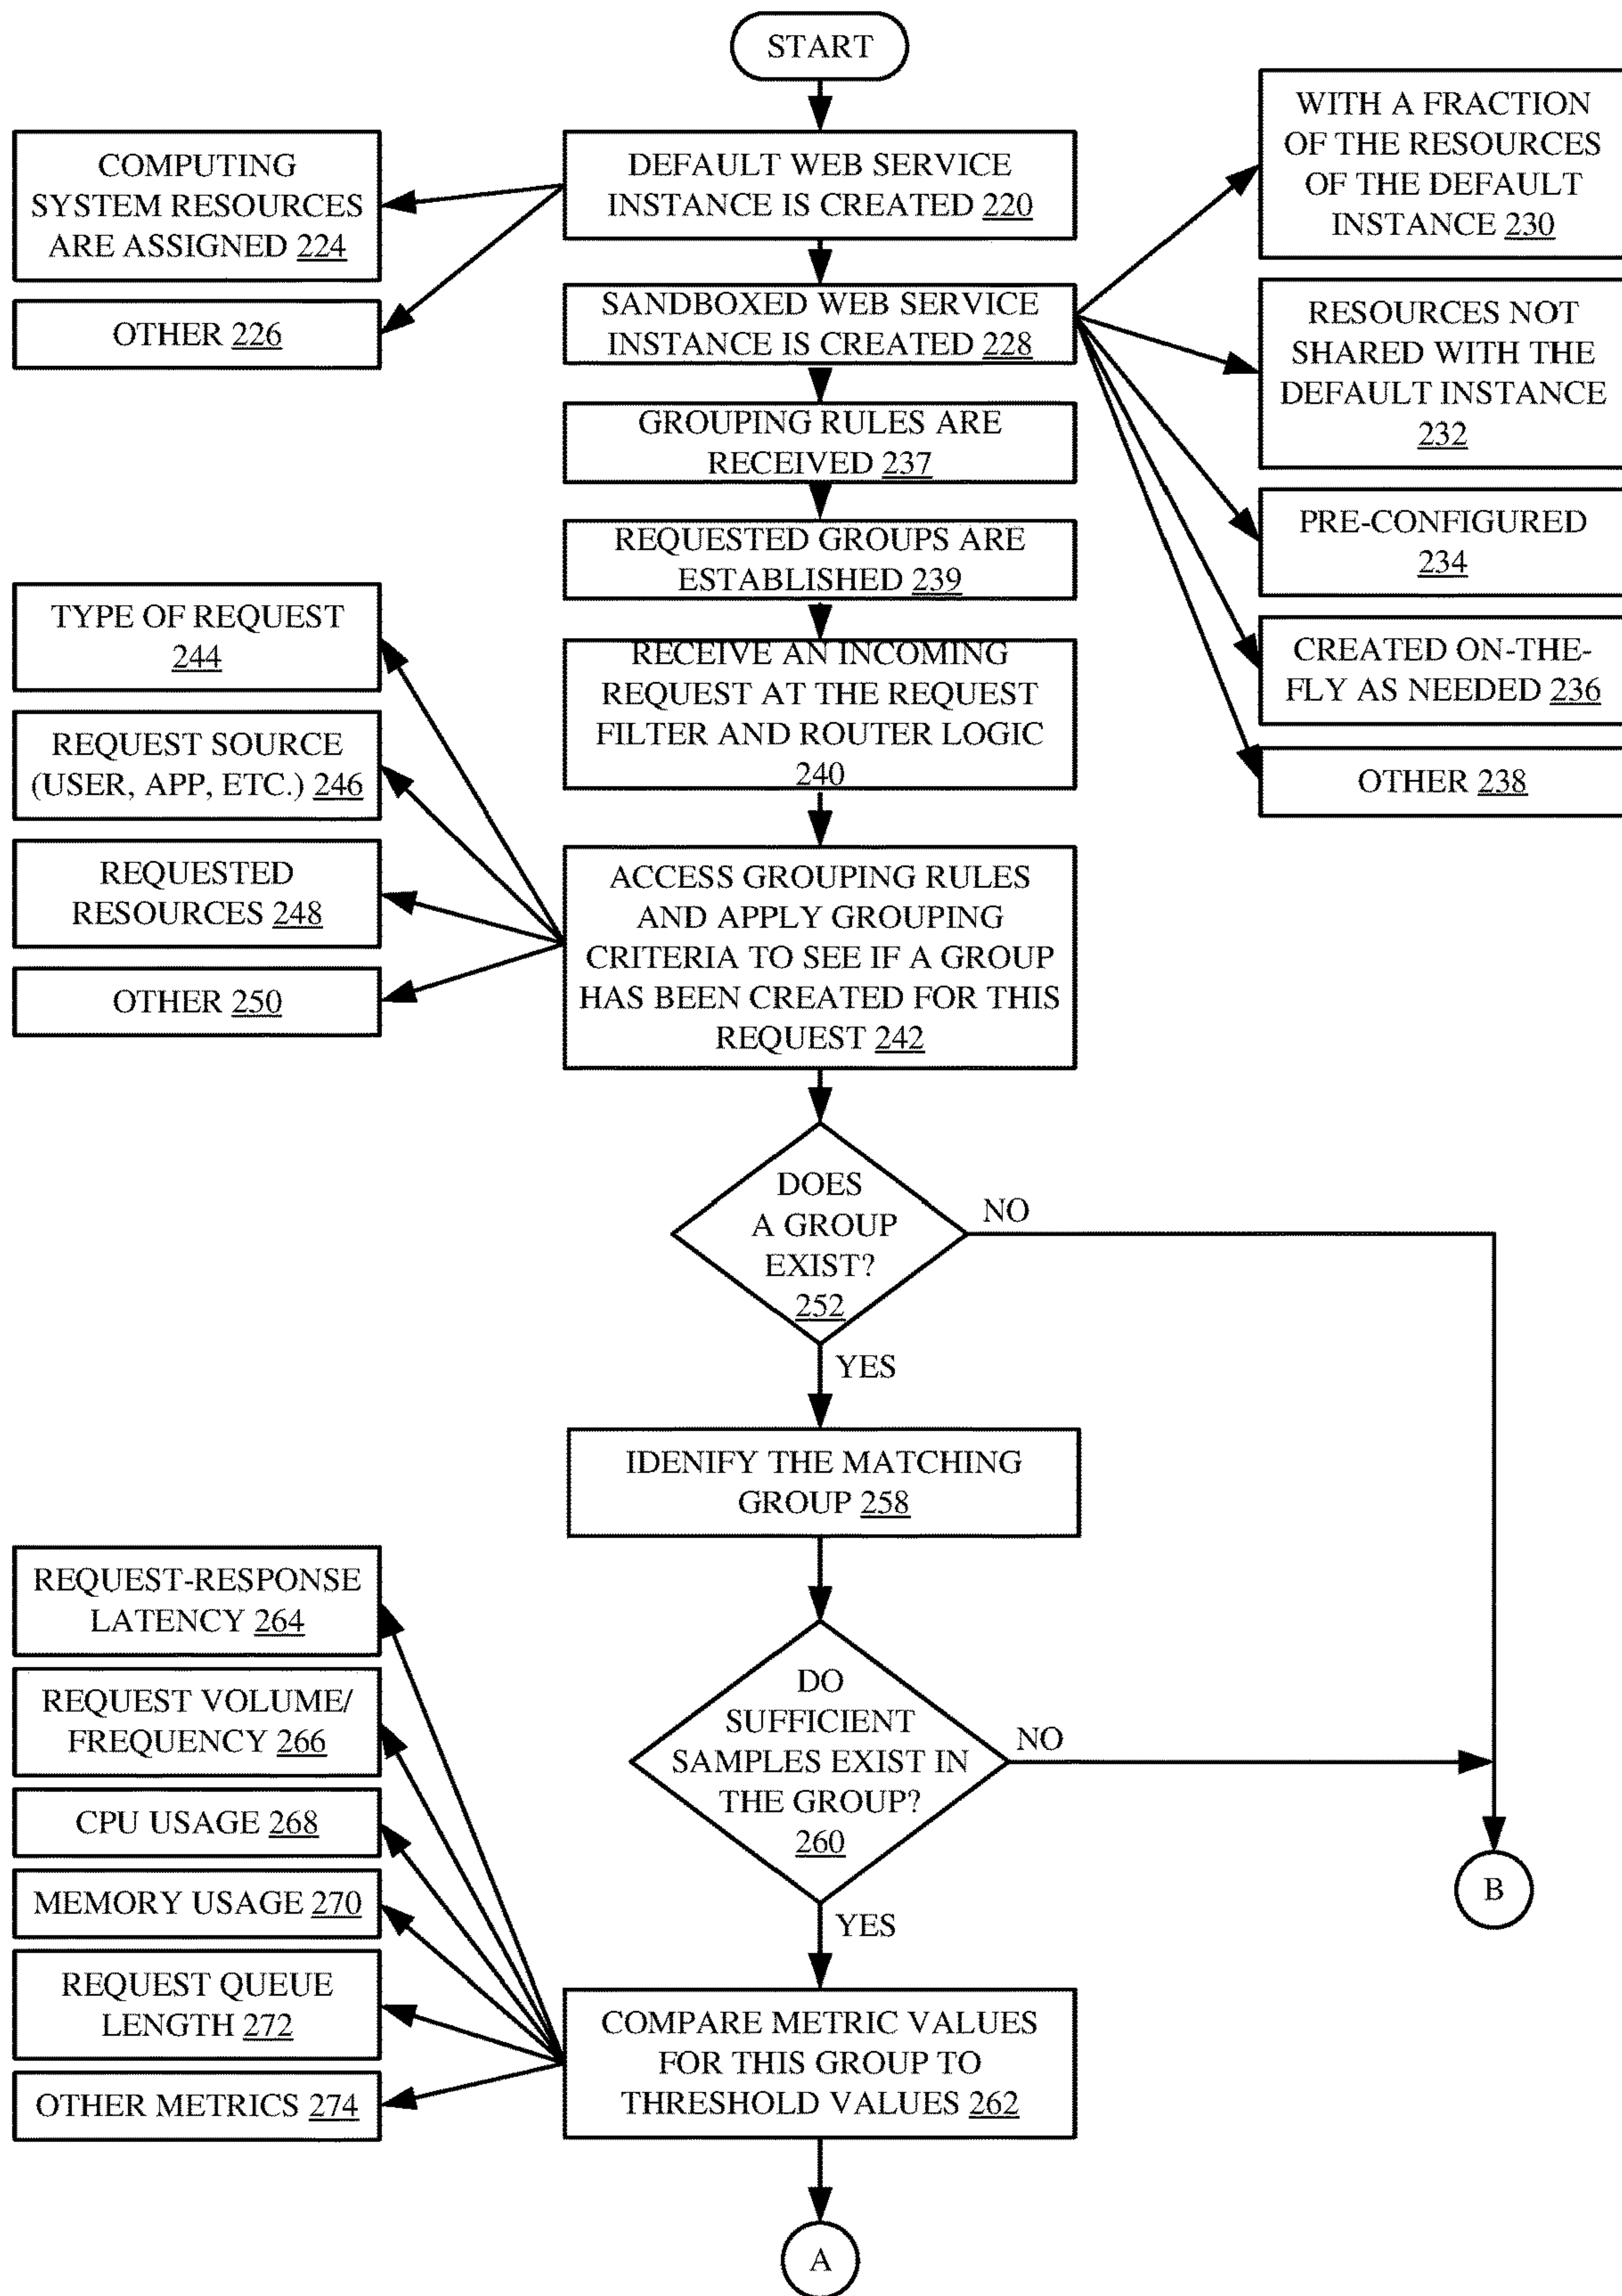 START
DEFAULT WEB SERVICE
INSTANCE IS CREATED 220
COMPUTING
SYSTEM RESOURCES
ARE ASSIGNED 224
OTHER 226
SANDBOXED WEB SERVICE
INSTANCE IS CREATED 228
WITH A FRACTION
OF THE RESOURCES
OF THE DEFAULT
INSTANCE 230
RESOURCES NOT
SHARED WITH THE
DEFAULT INSTANCE
232
PRE-CONFIGURED
234
CREATED ON-THE-
FLY AS NEEDED 236
OTHER 238
GROUPING RULES ARE
RECEIVED 237
REQUESTED GROUPS ARE
ESTABLISHED 239
RECEIVE AN INCOMING
REQUEST AT THE REQUEST
FILTER AND ROUTER LOGIC
240
ACCESS GROUPING RULES
AND APPLY GROUPING
CRITERIA TO SEE IF A GROUP
HAS BEEN CREATED FOR THIS
REQUEST 242
TYPE OF REQUEST
244
REQUEST SOURCE
(USER, APP, ETC.) 246
REQUESTED
RESOURCES 248
OTHER 250
DOES
A GROUP
EXIST?
252
NO
YES
IDENIFY THE MATCHING
GROUP 258
DO
SUFFICIENT
SAMPLES EXIST IN
THE GROUP?
260
NO
YES
B
COMPARE METRIC VALUES
FOR THIS GROUP TO
THRESHOLD VALUES 262
REQUEST-RESPONSE
LATENCY 264
REQUEST VOLUME/
FREQUENCY 266
CPU USAGE 268
MEMORY USAGE 270
REQUEST QUEUE
LENGTH 272
OTHER METRICS 274
A